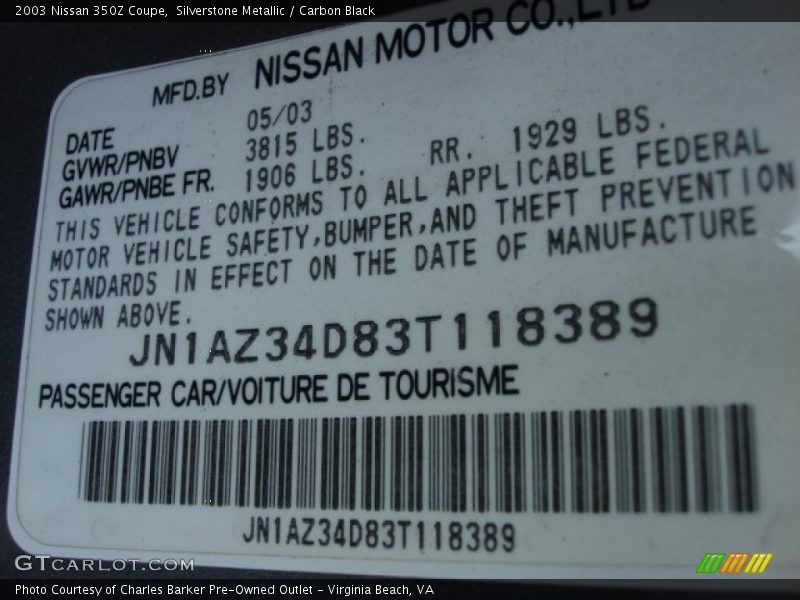 2003 Nissan 350Z Coupe, Silverstone Metallic / Carbon Black
MFD.BY NISSAN MOTOR CO.,LTD
DATE 05/03
GVWR/PNBV 3815 LBS.
GAWR/PNBE FR. 1906 LBS. RR. 1929 LBS.
THIS VEHICLE CONFORMS TO ALL APPLICABLE FEDERAL
MOTOR VEHICLE SAFETY,BUMPER,AND THEFT PREVENTION
STANDARDS IN EFFECT ON THE DATE OF MANUFACTURE
SHOWN ABOVE.
JN1AZ34D83T118389
PASSENGER CAR/VOITURE DE TOURISME
JN1AZ34D83T118389
GTCARLOT.COM
Photo Courtesy of Charles Barker Pre-Owned Outlet - Virginia Beach, VA